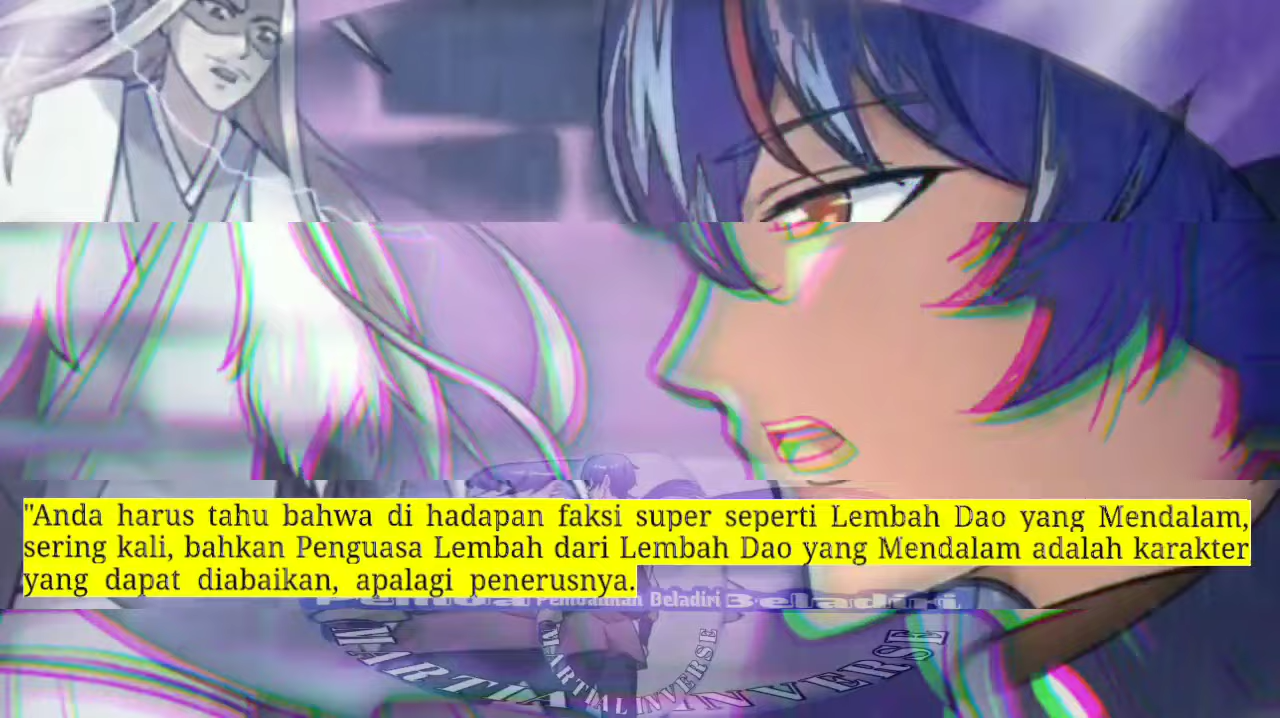 "Anda harus tahu bahwa di hadapan faksi super seperti Lembah Dao yang Mendalam,
sering kali, bahkan Penguasa Lembah dari Lembah Dao yang Mendalam adalah karakter
yang dapat diabaikan, apalagi penerusnya.
Beladiri Beladiri
MARTIAL INVERSE
MARTIAL INVERSE